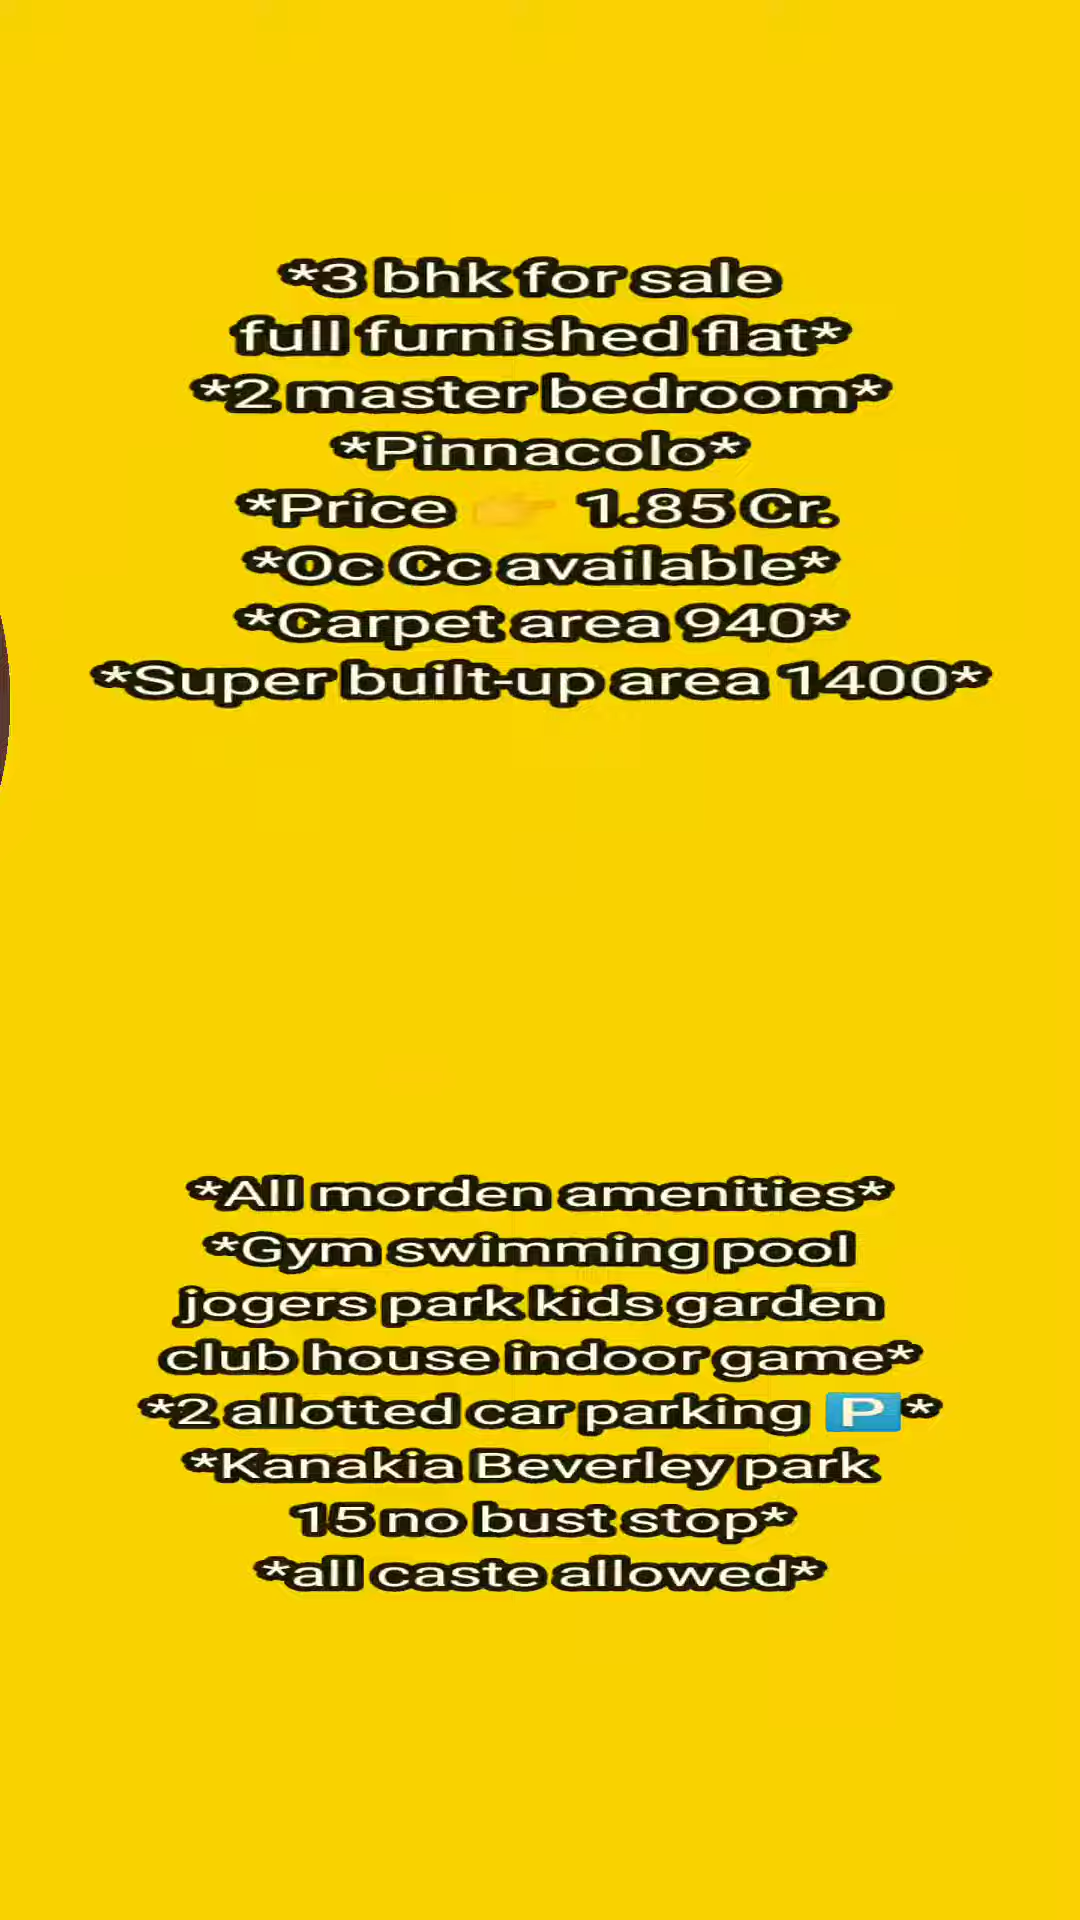 *3 bhk for sale
full furnished flat*
*2 master bedroom*
*Pinnacolo*
*Price 👉 1.85 Cr.
*Oc Cc available*
*Carpet area 940*
*Super built-up area 1400*
*All morden amenities*
*Gym swimming pool
jogers park kids garden
club house indoor game*
*2 allotted car parking 🅿️*
*Kanakia Beverley park
15 no bust stop*
*all caste allowed*